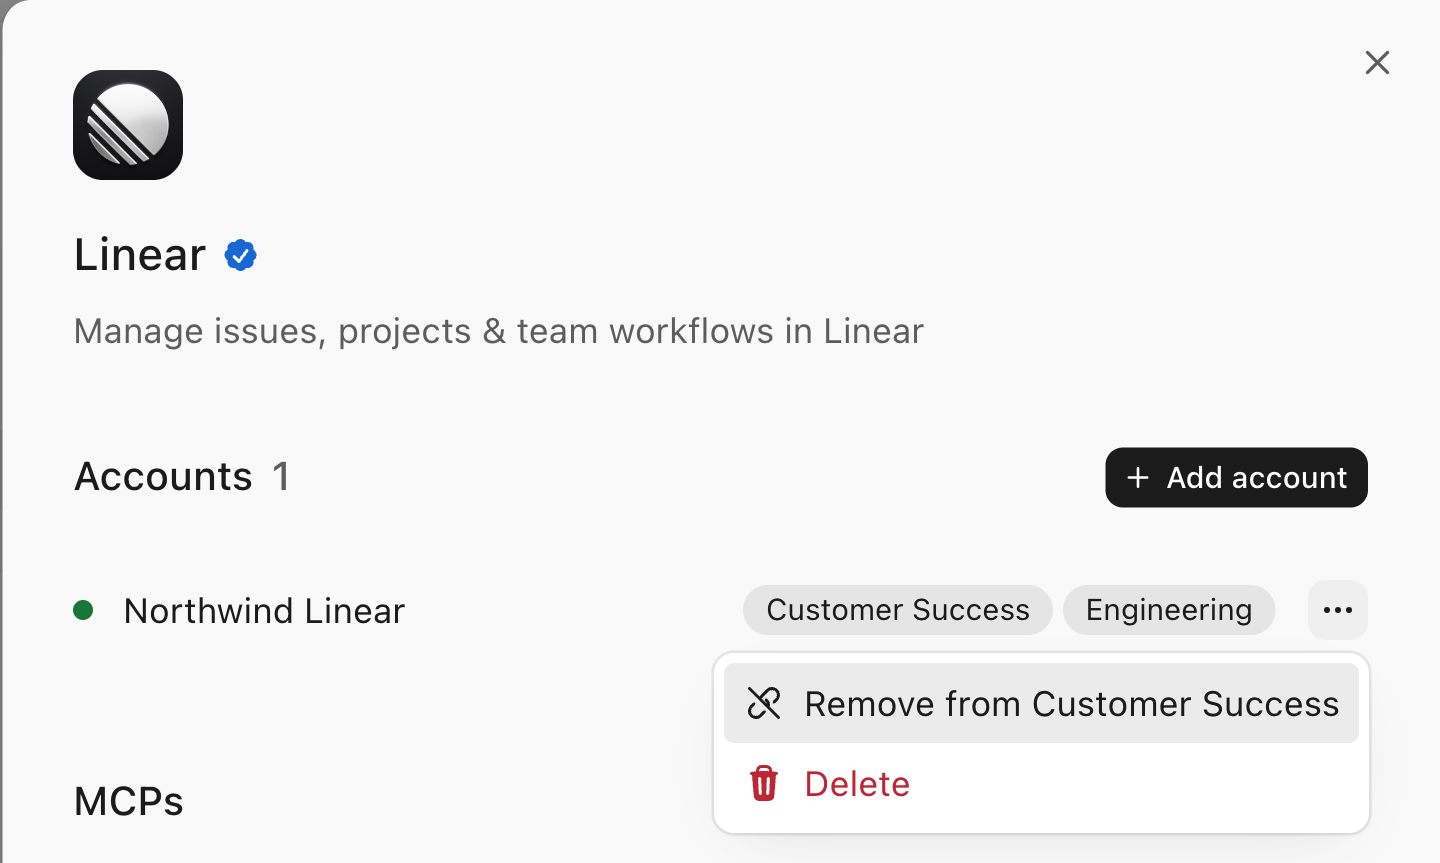 Linear
Manage issues, projects & team workflows in Linear
Accounts 1
+ Add account
Northwind Linear
Customer Success
Engineering
Remove from Customer Success
Delete
MCPs